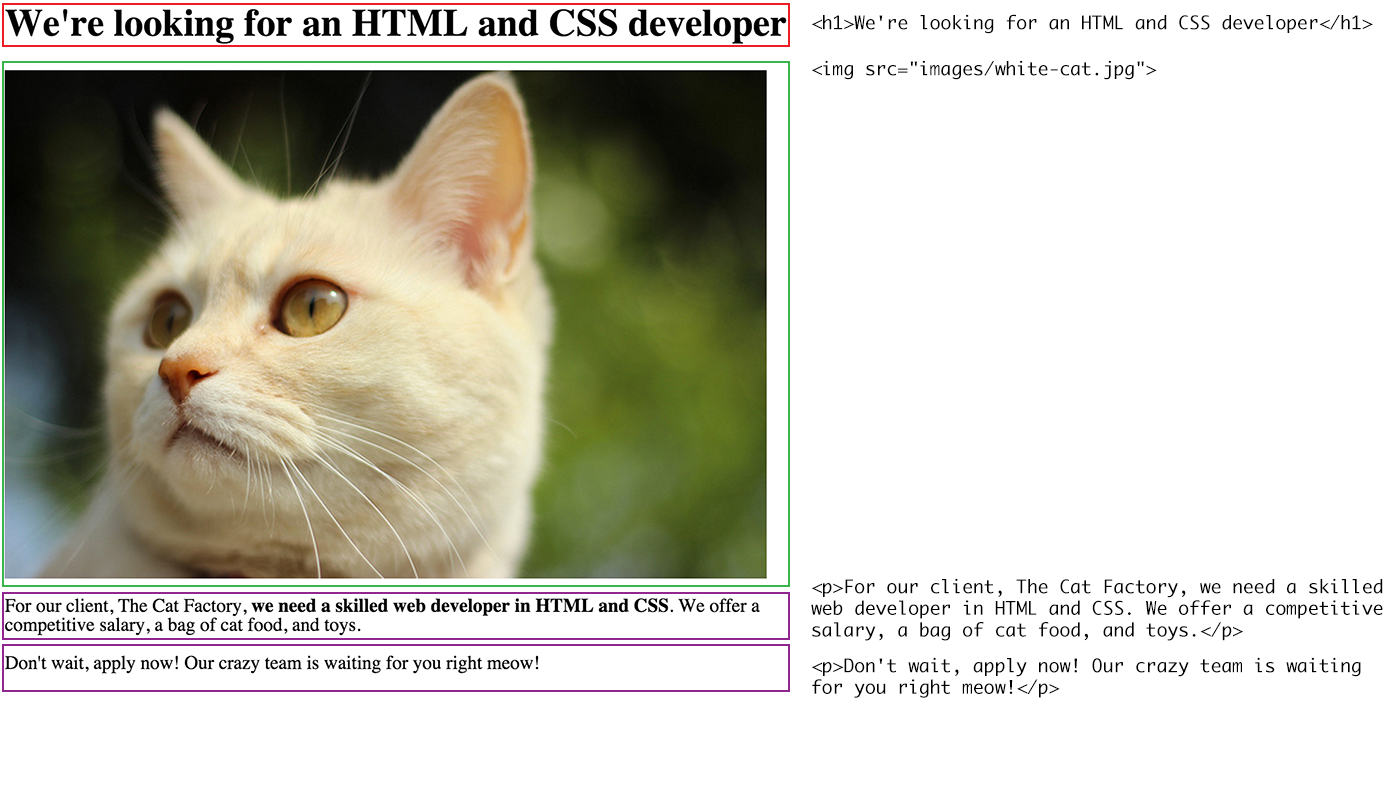 We're looking for an HTML and CSS developer
<h1>We're looking for an HTML and CSS developer</h1>
<img src="images/white-cat.jpg">
For our client, The Cat Factory, we need a skilled web developer in HTML and CSS. We offer a
competitive salary, a bag of cat food, and toys.
<p>For our client, The Cat Factory, we need a skilled
web developer in HTML and CSS. We offer a competitive
salary, a bag of cat food, and toys.</p>
Don't wait, apply now! Our crazy team is waiting for you right meow!
<p>Don't wait, apply now! Our crazy team is waiting
for you right meow!</p>